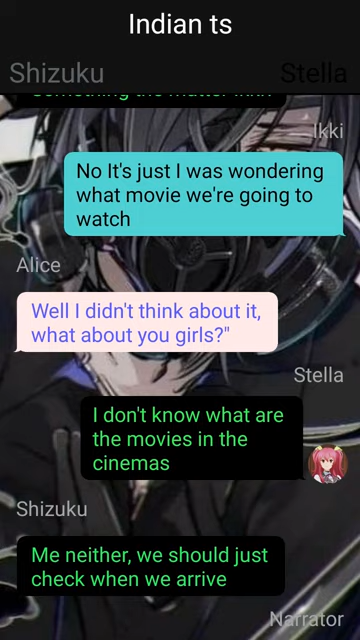 Indian ts
Shizuku
Stella
Ikki
No It's just I was wondering
what movie we're going to
watch
Alice
Well I didn't think about it,
what about you girls?"
Stella
I don't know what are
the movies in the
cinemas
Shizuku
Me neither, we should just
check when we arrive
Narrator